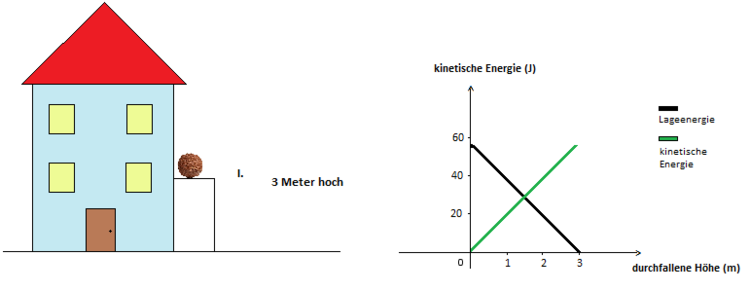 I.
3 Meter hoch
kinetische Energie (J)
60
40
20
0
1
2
3
durchfallene Höhe (m)
Lageenergie
kinetische
Energie